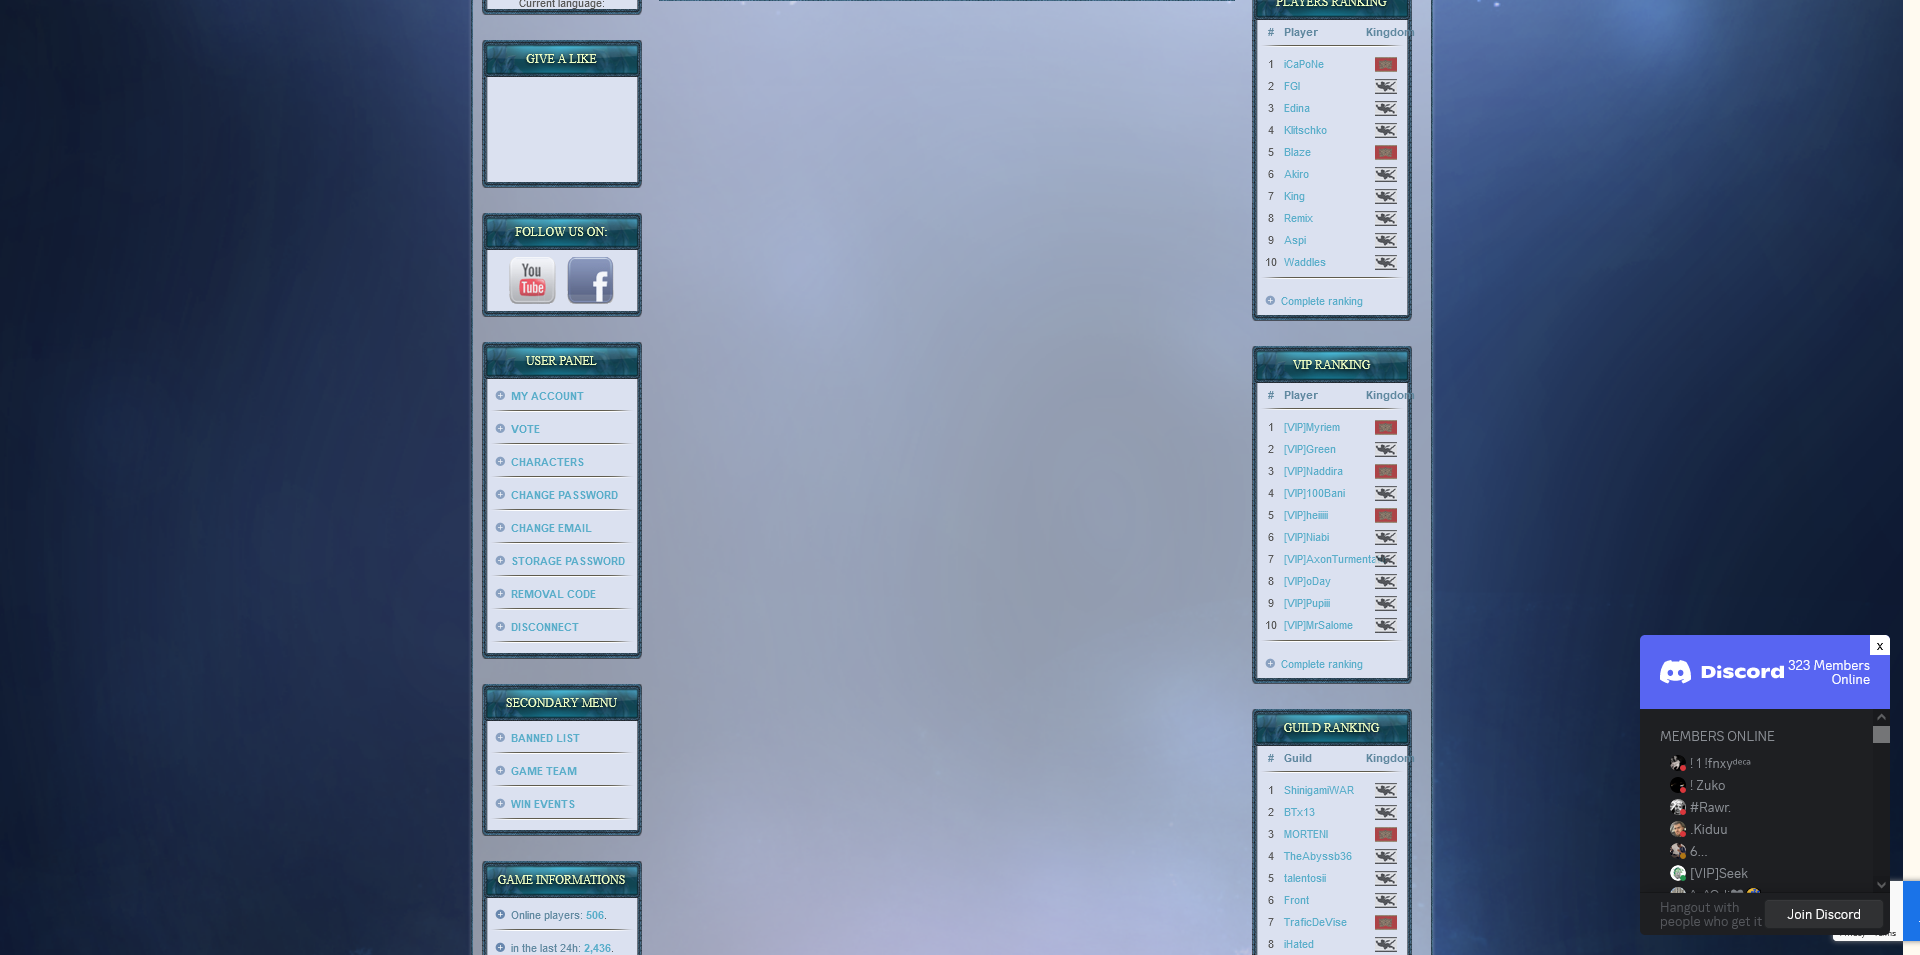 Current language:
GIVE A LIKE
FOLLOW US ON:
You
Tube
f
USER PANEL
MY ACCOUNT
VOTE
CHARACTERS
CHANGE PASSWORD
CHANGE EMAIL
STORAGE PASSWORD
REMOVAL CODE
DISCONNECT
SECONDARY MENU
BANNED LIST
GAME TEAM
WIN EVENTS
GAME INFORMATIONS
Online players: 506.
in the last 24h: 2,436.
PLAYERS RANKING
# Player Kingdom
1 iCaPoNe
2 FGI
3 Edina
4 Klitschko
5 Blaze
6 Akiro
7 King
8 Remix
9 Aspi
10 Waddles
Complete ranking
VIP RANKING
# Player Kingdom
1 [VIP]Myriem
2 [VIP]Green
3 [VIP]Naddira
4 [VIP]100Bani
5 [VIP]heiiiii
6 [VIP]Niabi
7 [VIP]AxonTurmenta
8 [VIP]oDay
9 [VIP]Pupiii
10 [VIP]MrSalome
Complete ranking
GUILD RANKING
# Guild Kingdom
1 ShinigamiWAR
2 BTx13
3 MORTENI
4 TheAbyssb36
5 talentosii
6 Front
7 TraficDeVise
8 iHated
x
Discord 323 Members
Online
MEMBERS ONLINE
! 1 !fnxyᵈᵉᶜᵃ
! Zuko
#Rawr.
.Kiduu
6...
[VIP]Seek
Hangout with
people who get it
Join Discord